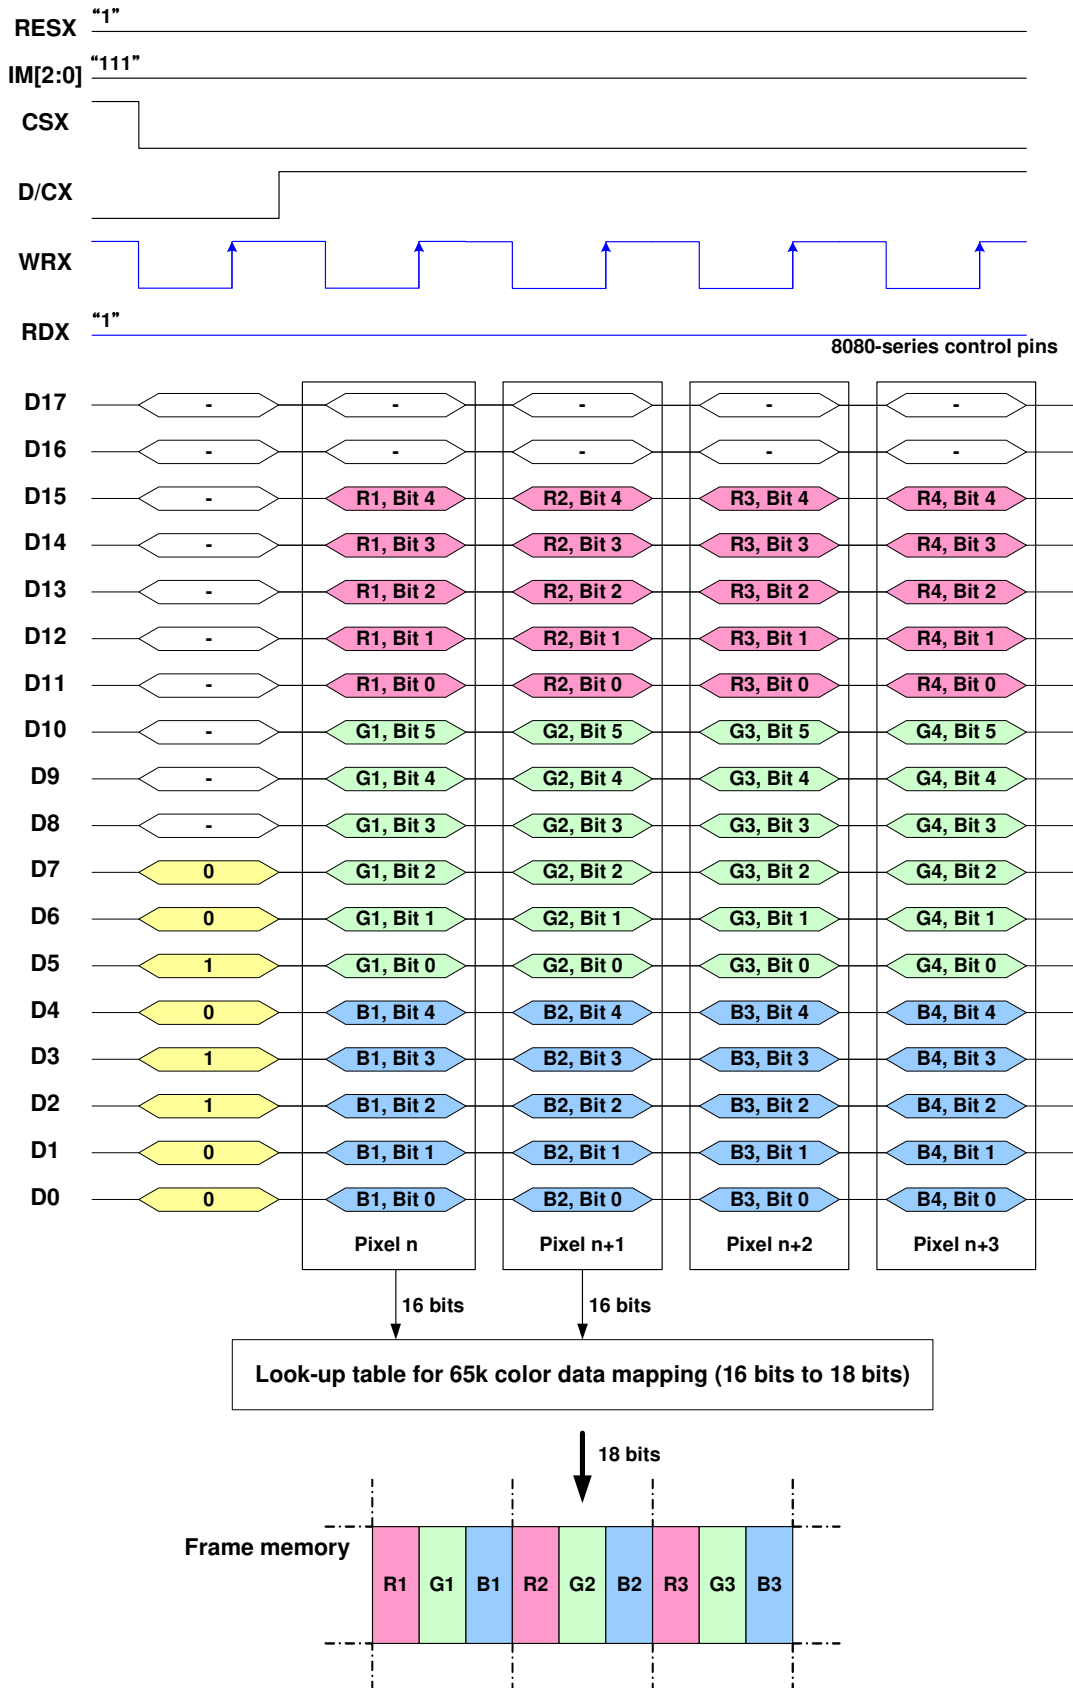 RESX “1”
IM[2:0] “111”
CSX
D/CX
WRX
RDX “1”
8080-series control pins
D17 - - - - -
D16 - - - - -
D15 - R1, Bit 4 R2, Bit 4 R3, Bit 4 R4, Bit 4
D14 - R1, Bit 3 R2, Bit 3 R3, Bit 3 R4, Bit 3
D13 - R1, Bit 2 R2, Bit 2 R3, Bit 2 R4, Bit 2
D12 - R1, Bit 1 R2, Bit 1 R3, Bit 1 R4, Bit 1
D11 - R1, Bit 0 R2, Bit 0 R3, Bit 0 R4, Bit 0
D10 - G1, Bit 5 G2, Bit 5 G3, Bit 5 G4, Bit 5
D9 - G1, Bit 4 G2, Bit 4 G3, Bit 4 G4, Bit 4
D8 - G1, Bit 3 G2, Bit 3 G3, Bit 3 G4, Bit 3
D7 0 G1, Bit 2 G2, Bit 2 G3, Bit 2 G4, Bit 2
D6 0 G1, Bit 1 G2, Bit 1 G3, Bit 1 G4, Bit 1
D5 1 G1, Bit 0 G2, Bit 0 G3, Bit 0 G4, Bit 0
D4 0 B1, Bit 4 B2, Bit 4 B3, Bit 4 B4, Bit 4
D3 1 B1, Bit 3 B2, Bit 3 B3, Bit 3 B4, Bit 3
D2 1 B1, Bit 2 B2, Bit 2 B3, Bit 2 B4, Bit 2
D1 0 B1, Bit 1 B2, Bit 1 B3, Bit 1 B4, Bit 1
D0 0 B1, Bit 0 B2, Bit 0 B3, Bit 0 B4, Bit 0
Pixel n Pixel n+1 Pixel n+2 Pixel n+3
16 bits 16 bits
Look-up table for 65k color data mapping (16 bits to 18 bits)
18 bits
Frame memory
R1 G1 B1 R2 G2 B2 R3 G3 B3